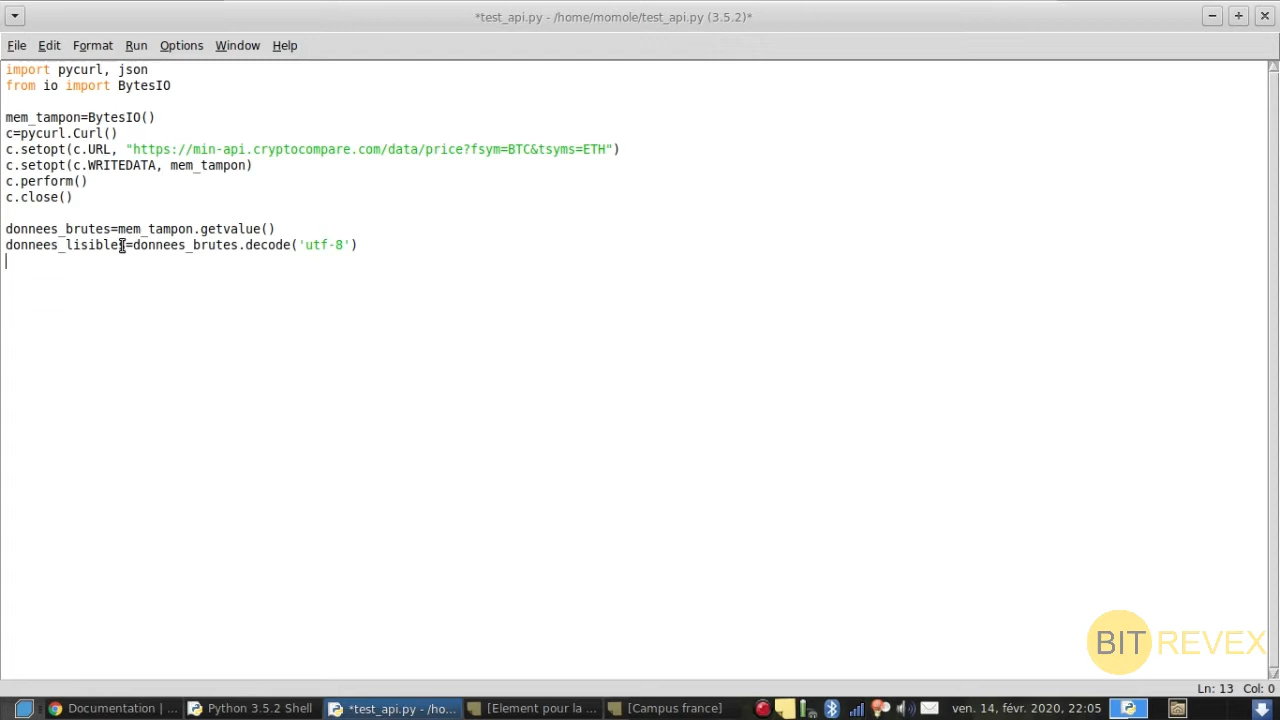 *test_api.py - /home/momole/test_api.py (3.5.2)*
File Edit Format Run Options Window Help
import pycurl, json
from io import BytesIO
mem_tampon=BytesIO()
c=pycurl.Curl()
c.setopt(c.URL, "https://min-api.cryptocompare.com/data/price?fsym=BTC&tsyms=ETH")
c.setopt(c.WRITEDATA, mem_tampon)
c.perform()
c.close()
donnees_brutes=mem_tampon.getvalue()
donnees_lisibles=donnees_brutes.decode('utf-8')
BITREVEX
Ln: 13 Col: 0
Documentation | ... Python 3.5.2 Shell *test_api.py - /ho... [Element pour la ... [Campus france] ven. 14, févr. 2020, 22:05